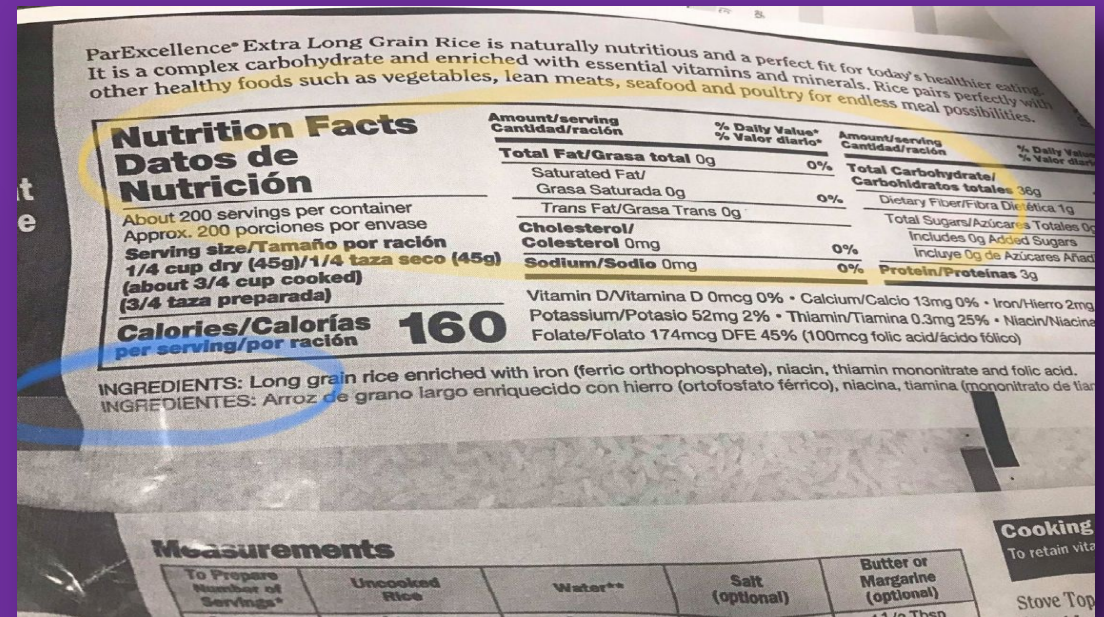 ParExcellence® Extra Long Grain Rice is naturally nutritious and a perfect fit for today's healthier eating.
It is a complex carbohydrate and enriched with essential vitamins and minerals. Rice pairs perfectly with
other healthy foods such as vegetables, lean meats, seafood and poultry for endless meal possibilities.
Nutrition Facts
Datos de
Nutrición
About 200 servings per container
Approx. 200 porciones por envase
Serving size/Tamaño por ración
1/4 cup dry (45g)/1/4 taza seco (45g)
(about 3/4 cup cooked)
(3/4 taza preparada)
Calories/Calorías 160
per serving/por ración
Amount/serving
Cantidad/ración
% Daily Value*
% Valor diario*
Total Fat/Grasa total 0g 0%
Saturated Fat/
Grasa Saturada 0g 0%
Trans Fat/Grasa Trans 0g
Cholesterol/
Colesterol 0mg 0%
Sodium/Sodio 0mg 0%
Amount/serving
Cantidad/ración
% Daily
% Valor
Total Carbohydrate/
Carbohidratos totales 36g
Dietary Fiber/Fibra Dietética 1g
Total Sugars/Azúcares Totales 0g
Includes 0g Added Sugars
Incluye 0g de Azúcares Añad
Protein/Proteínas 3g
Vitamin D/Vitamina D 0mcg 0% • Calcium/Calcio 13mg 0% • Iron/Hierro 2mg
Potassium/Potasio 52mg 2% • Thiamin/Tiamina 0.3mg 25% • Niacin/Niacina
Folate/Folato 174mcg DFE 45% (100mcg folic acid/ácido fólico)
INGREDIENTS: Long grain rice enriched with iron (ferric orthophosphate), niacin, thiamin mononitrate and folic acid.
INGREDIENTES: Arroz de grano largo enriquecido con hierro (ortofosfato férrico), niacina, tiamina (mononitrato de tiam
Measurements
To Prepare
Number of
Servings*
Uncooked
Rice
Water**
Salt
(optional)
Butter or
Margarine
(optional)
Cooking
To retain vita
Stove Top